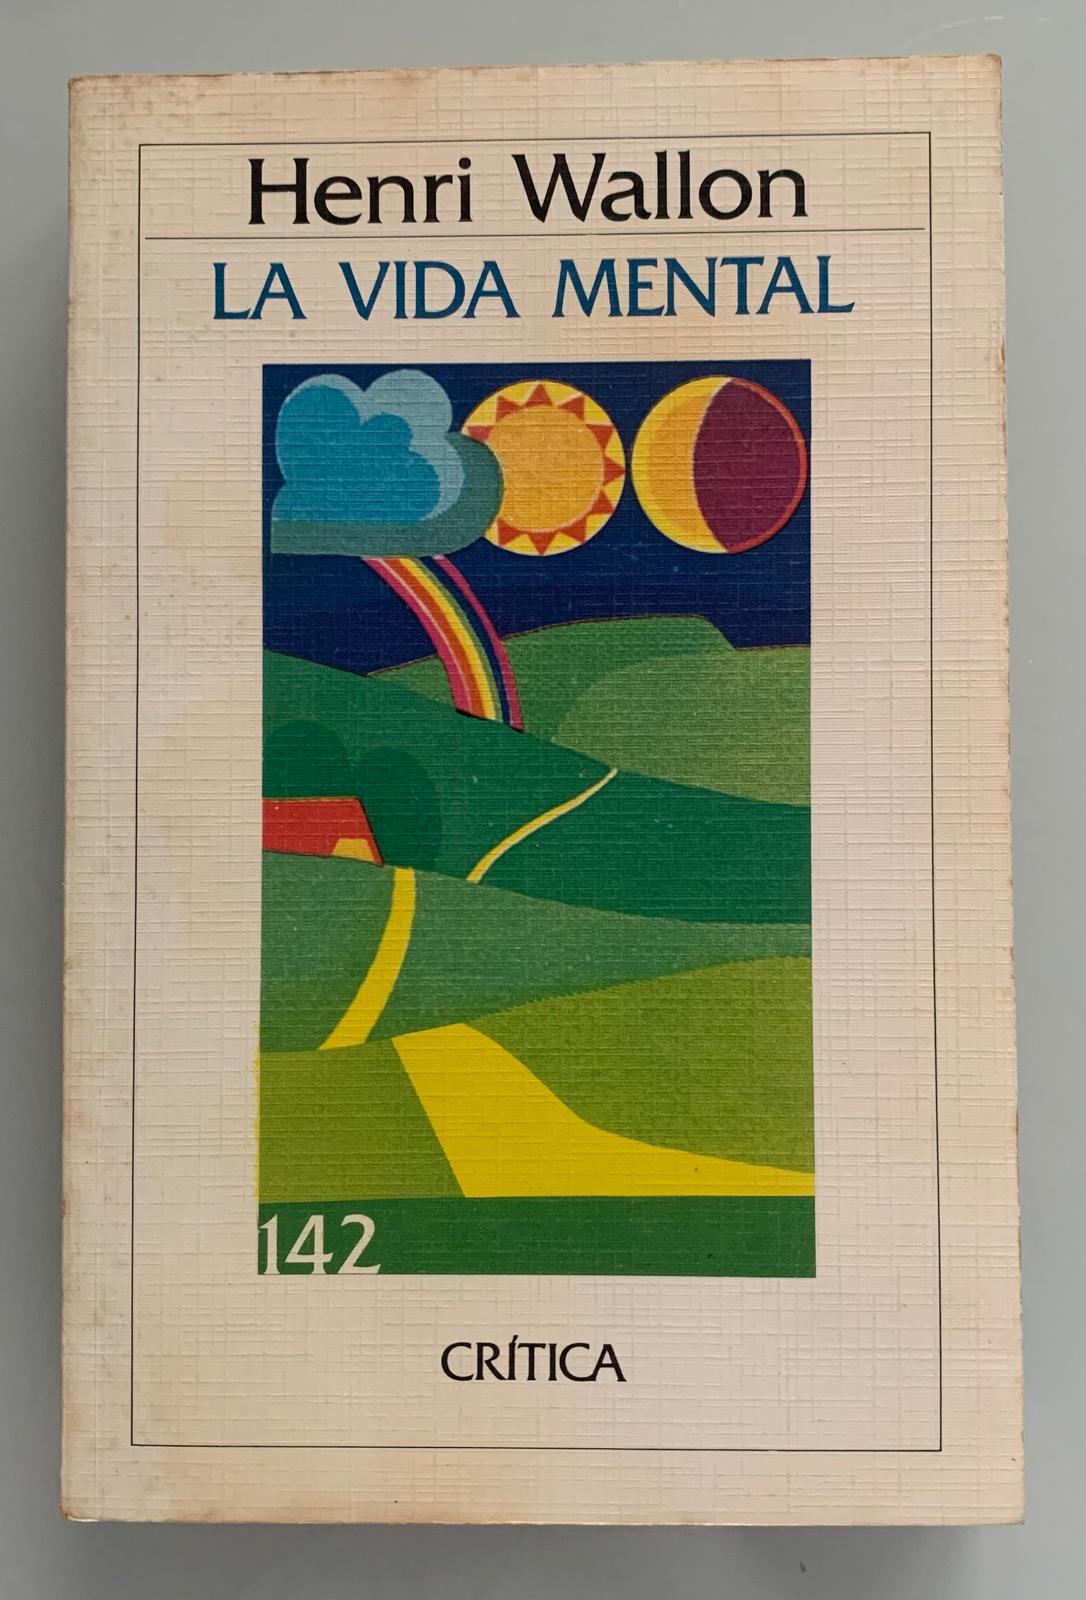 Henri Wallon
LA VIDA MENTAL
142
CRÍTICA